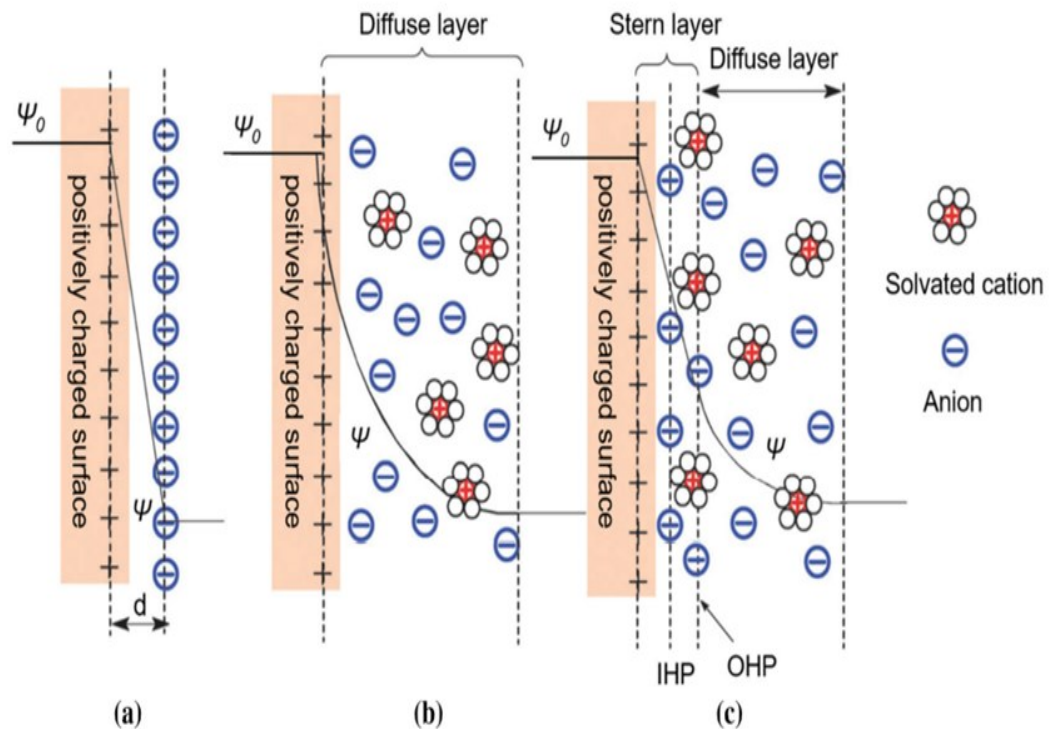 Diffuse layer
Stern layer
Diffuse layer
Ψ0
Ψ0
Ψ0
positively charged surface
positively charged surface
positively charged surface
Ψ
Ψ
Ψ
Solvated cation
Anion
d
IHP
OHP
(a)
(b)
(c)